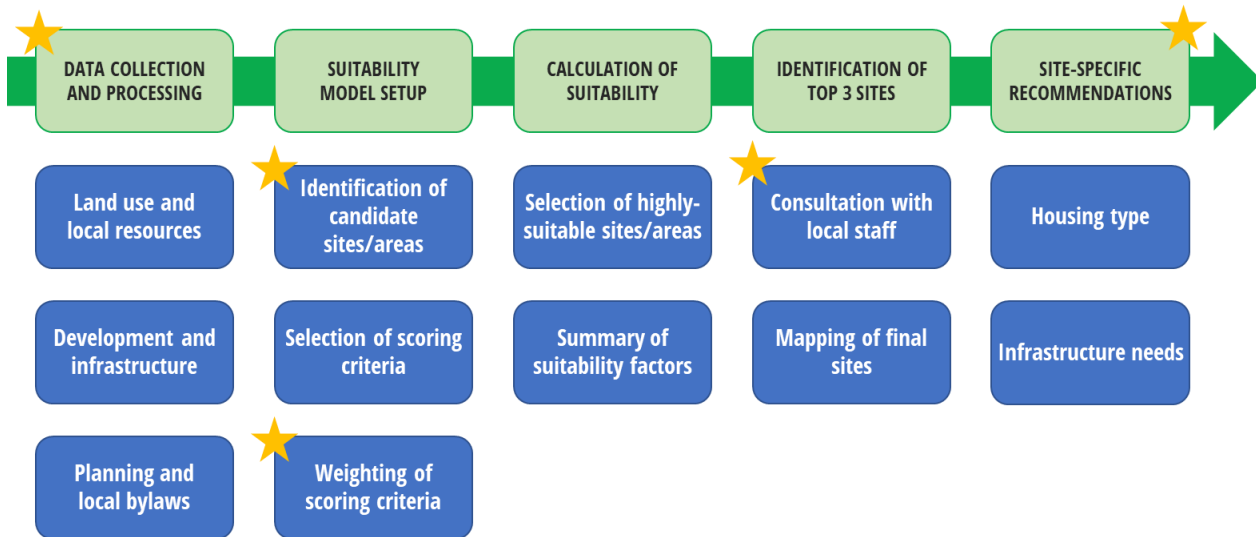 DATA COLLECTION
AND PROCESSING
SUITABILITY
MODEL SETUP
CALCULATION OF
SUITABILITY
IDENTIFICATION OF
TOP 3 SITES
SITE-SPECIFIC
RECOMMENDATIONS
Land use and
local resources
Identification of
candidate
sites/areas
Selection of highly-
suitable sites/areas
Consultation with
local staff
Housing type
Development and
infrastructure
Selection of scoring
criteria
Summary of
suitability factors
Mapping of final
sites
Infrastructure needs
Planning and
local bylaws
Weighting of
scoring criteria